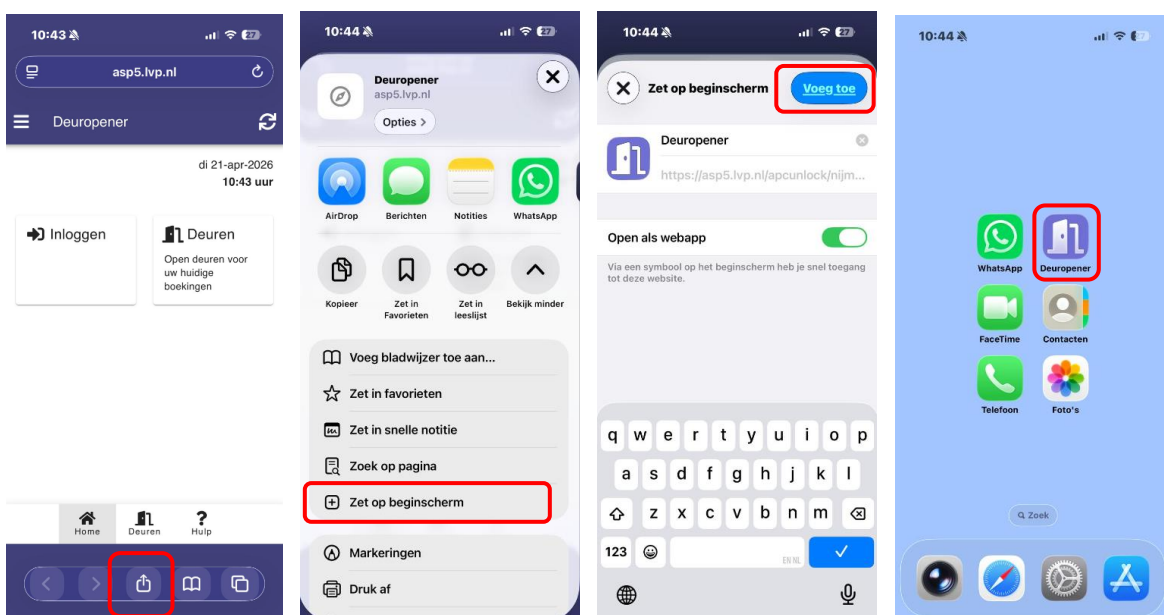 10:43
27
asp5.lvp.nl
Deuropener
di 21-apr-2026
10:43 uur
Inloggen
Deuren
Open deuren voor
uw huidige
boekingen
Home
Deuren
?
Hulp
10:44
27
Deuropener
asp5.lvp.nl
Opties >
AirDrop
Berichten
Notities
WhatsApp
Kopieer
Zet in
Favorieten
Zet in
leeslijst
Bekijk minder
Voeg bladwijzer toe aan...
Zet in favorieten
Zet in snelle notitie
Zoek op pagina
Zet op beginscherm
Markeringen
Druk af
10:44
27
Zet op beginscherm
Voeg toe
Deuropener
https://asp5.lvp.nl/apcunlock/nijm...
Open als webapp
Via een symbool op het beginscherm heb je snel toegang
tot deze website.
q w e r t y u i o p
a s d f g h j k l
z x c v b n m
123
EN NL
10:44
WhatsApp
Deuropener
FaceTime
Contacten
Telefoon
Foto's
Zoek